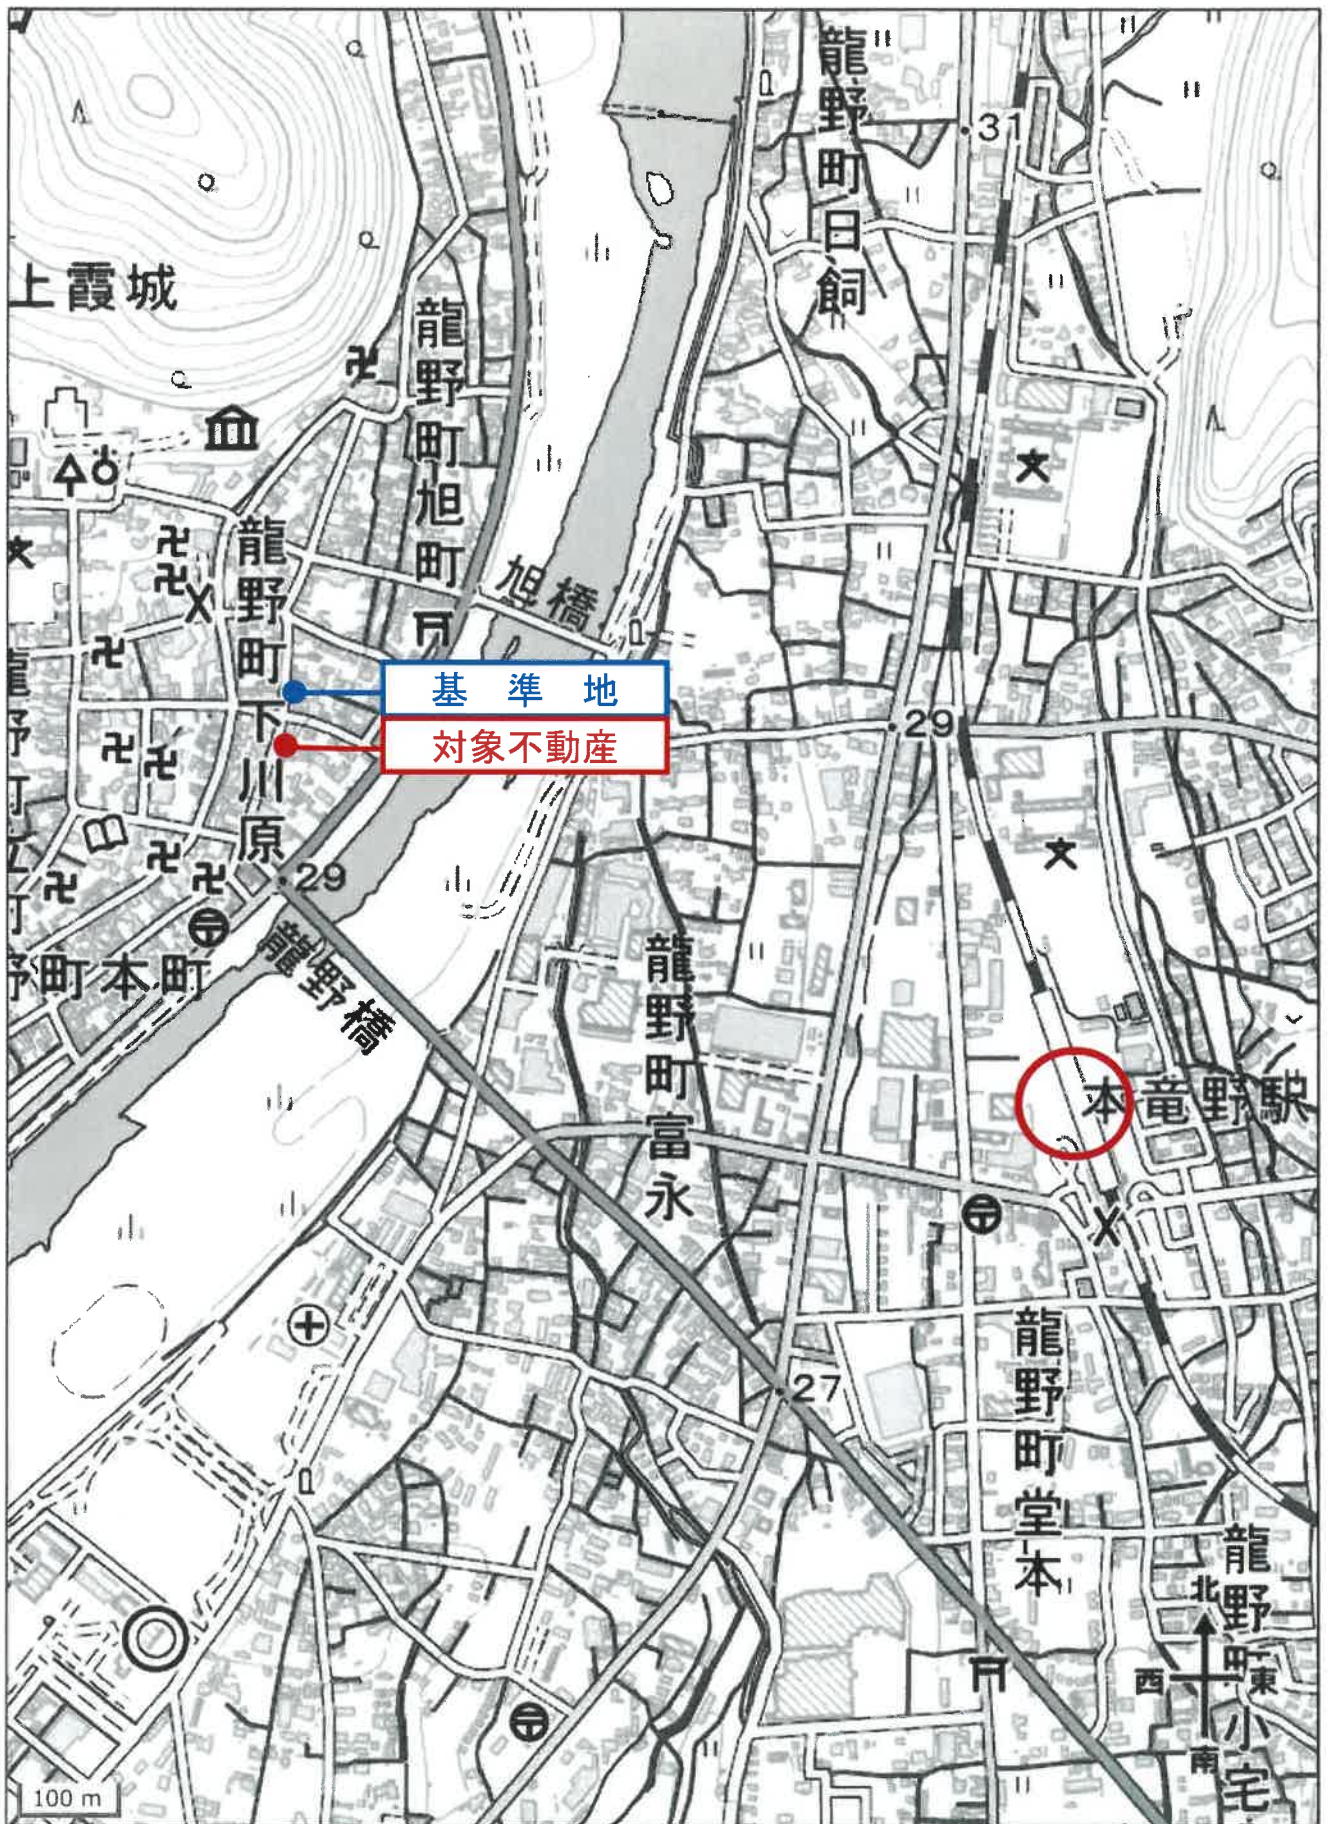 龍野町日飼
31
上霞城
龍野町旭町
旭橋
龍野町下川原
基準地
対象不動産
29
29
龍野橋
野町本町
龍野町富永
本竜野駅
27
龍野町堂本
龍野町小宅
北
西
東
南
100 m